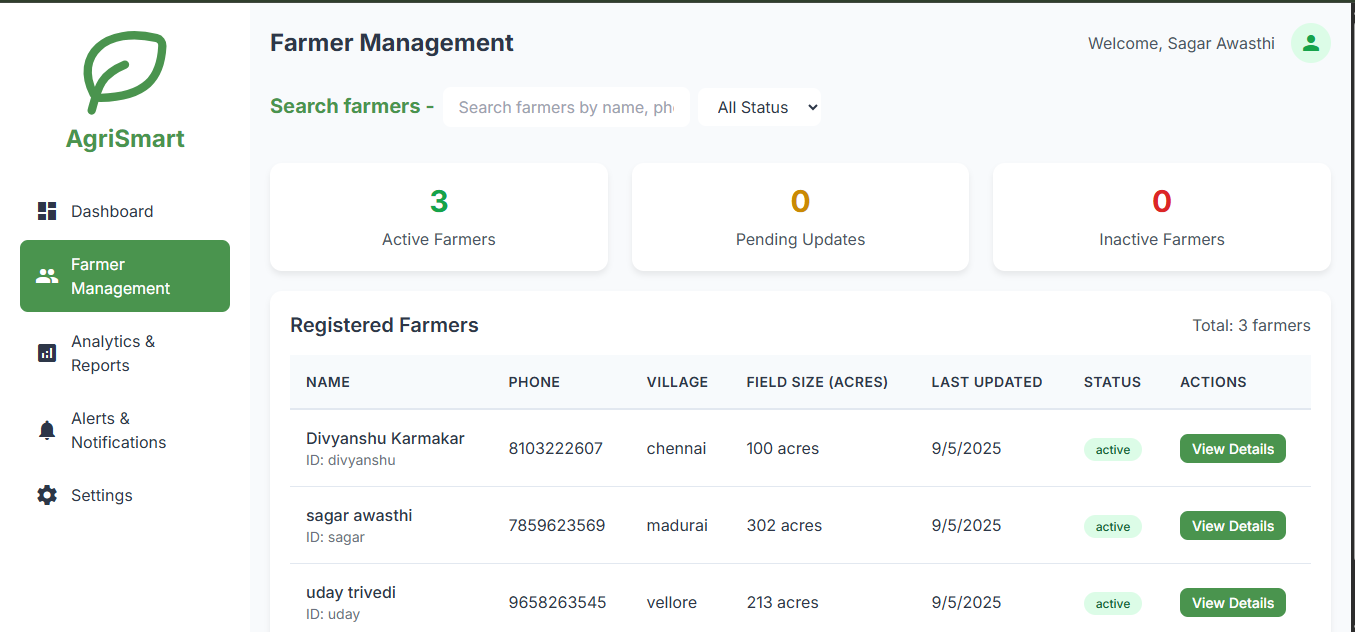 Farmer Management
Welcome, Sagar Awasthi
AgriSmart
Dashboard
Farmer
Management
Analytics &
Reports
Alerts &
Notifications
Settings
Search farmers -
Search farmers by name, pho
All Status
3
Active Farmers
0
Pending Updates
0
Inactive Farmers
Registered Farmers
Total: 3 farmers
NAME PHONE VILLAGE FIELD SIZE (ACRES) LAST UPDATED STATUS ACTIONS
Divyanshu Karmakar
ID: divyanshu
8103222607 chennai 100 acres 9/5/2025 active View Details
sagar awasthi
ID: sagar
7859623569 madurai 302 acres 9/5/2025 active View Details
uday trivedi
ID: uday
9658263545 vellore 213 acres 9/5/2025 active View Details